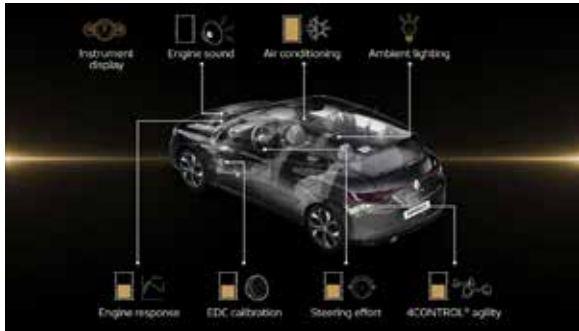 Instrument
display
Engine sound
Air conditioning
Ambient lighting
Engine response
EDC calibration
Steering effort
4CONTROL® agility